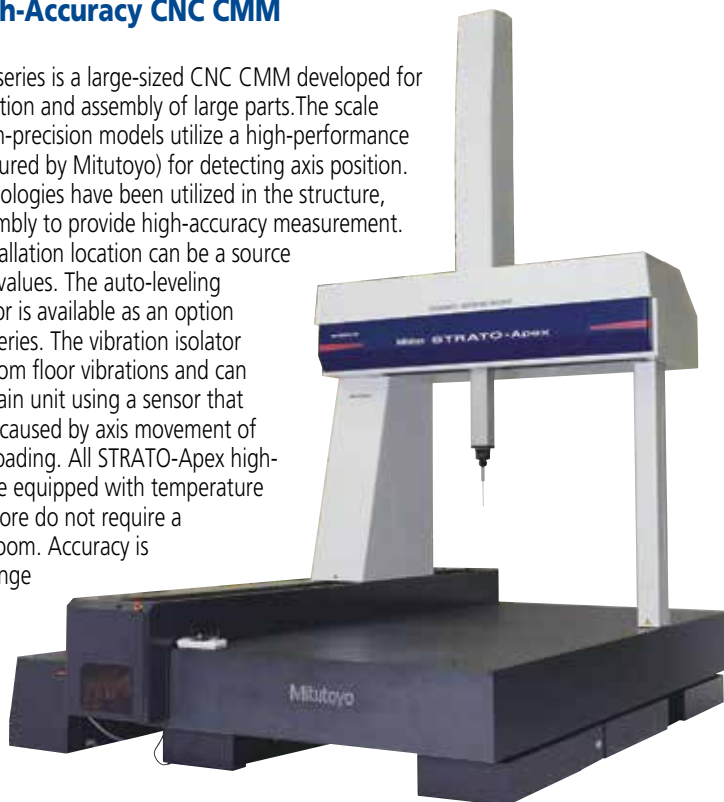 h-Accuracy CNC CMM
series is a large-sized CNC CMM developed for
tion and assembly of large parts.The scale
n-precision models utilize a high-performance
ured by Mitutoyo) for detecting axis position.
ologies have been utilized in the structure,
mbly to provide high-accuracy measurement.
allation location can be a source
values. The auto-leveling
or is available as an option
eries. The vibration isolator
om floor vibrations and can
ain unit using a sensor that
caused by axis movement of
oading. All STRATO-Apex high-
e equipped with temperature
ore do not require a
oom. Accuracy is
nge
STRATO-Apex
Mitutoyo